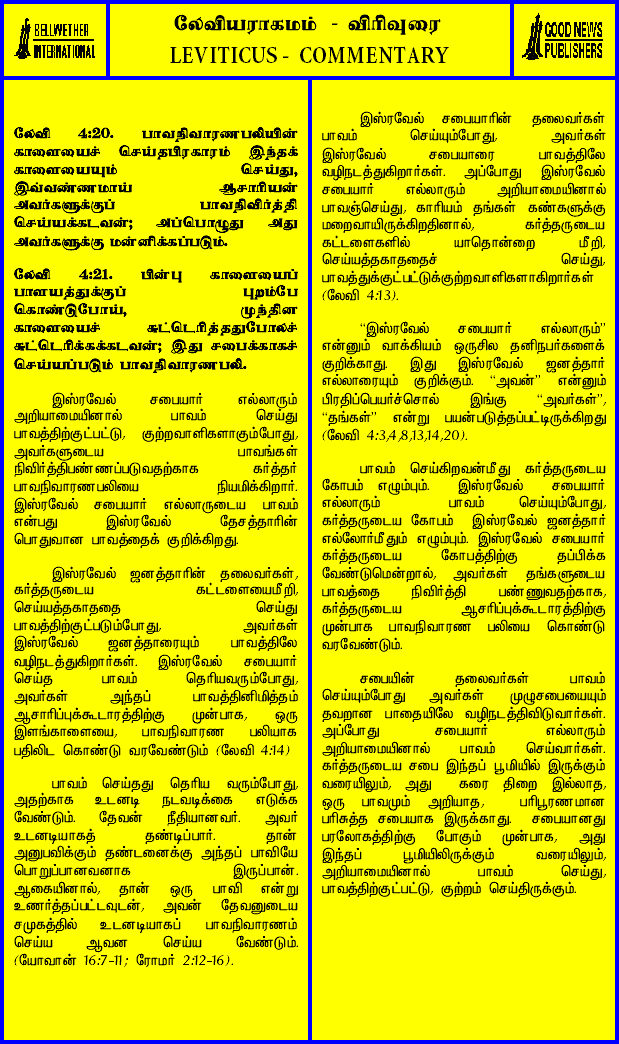 BELLWETHER
INTERNATIONAL
லேவியராகமம் - விரிவுரை
LEVITICUS - COMMENTARY
GOOD NEWS
PUBLISHERS
லேவி 4:20. பாவநிவாரணபலியின்
காளையைச் செய்தபிரகாரம் இந்தக்
காளையையும் செய்து,
இவ்வண்ணமாய் ஆசாரியன்
அவர்களுக்குப் பாவநிவிர்த்தி
செய்யக்கடவன்; அப்பொழுது அது
அவர்களுக்கு மன்னிக்கப்படும்.
லேவி 4:21. பின்பு காளையைப்
பாளயத்துக்குப் புறம்பே
கொண்டுபோய், முந்தின
காளையைச் சுட்டெரித்ததுபோலச்
சுட்டெரிக்கக்கடவன்; இது சபைக்காகச்
செய்யப்படும் பாவநிவாரணபலி.
இஸ்ரவேல் சபையார் எல்லாரும்
அறியாமையினால் பாவம் செய்து
பாவத்திற்குட்பட்டு, குற்றவாளிகளாகும்போது,
அவர்களுடைய பாவங்கள்
நிவிர்த்திபண்ணப்படுவதற்காக கர்த்தர்
பாவநிவாரணபலியை நியமிக்கிறார்.
இஸ்ரவேல் சபையார் எல்லாருடைய பாவம்
என்பது இஸ்ரவேல் தேசத்தாரின்
பொதுவான பாவத்தைக் குறிக்கிறது.
இஸ்ரவேல் ஜனத்தாரின் தலைவர்கள்,
கர்த்தருடைய கட்டளையைமீறி,
செய்யத்தகாததை செய்து
பாவத்திற்குட்படும்போது, அவர்கள்
இஸ்ரவேல் ஜனத்தாரையும் பாவத்திலே
வழிநடத்துகிறார்கள். இஸ்ரவேல் சபையார்
செய்த பாவம் தெரியவரும்போது,
அவர்கள் அந்தப் பாவத்தினிமித்தம்
ஆசாரிப்புக்கூடாரத்திற்கு முன்பாக, ஒரு
இளங்காளையை, பாவநிவாரண பலியாக
பதிலிட கொண்டு வரவேண்டும் (லேவி 4:14)
பாவம் செய்தது தெரிய வரும்போது,
அதற்காக உடனடி நடவடிக்கை எடுக்க
வேண்டும். தேவன் நீதியானவர். அவர்
உடனடியாகத் தண்டிப்பார். தான்
அனுபவிக்கும் தண்டனைக்கு அந்தப் பாவியே
பொறுப்பானவனாக இருப்பான்.
ஆகையினால், தான் ஒரு பாவி என்று
உணர்த்தப்பட்டவுடன், அவன் தேவனுடைய
சமுகத்தில் உடனடியாகப் பாவநிவாரணம்
செய்ய ஆவன செய்ய வேண்டும்.
(யோவான் 16:7-11; ரோமர் 2:12-16).
இஸ்ரவேல் சபையாரின் தலைவர்கள்
பாவம் செய்யும்போது, அவர்கள்
இஸ்ரவேல் சபையாரை பாவத்திலே
வழிநடத்துகிறார்கள். அப்போது இஸ்ரவேல்
சபையார் எல்லாரும் அறியாமையினால்
பாவஞ்செய்து, காரியம் தங்கள் கண்களுக்கு
மறைவாயிருக்கிறதினால், கர்த்தருடைய
கட்டளைகளில் யாதொன்றை மீறி,
செய்யத்தகாததைச் செய்து,
பாவத்துக்குட்பட்டுக்குற்றவாளிகளாகிறார்கள்
(லேவி 4:13).
“இஸ்ரவேல் சபையார் எல்லாரும்”
என்னும் வாக்கியம் ஒருசில தனிநபர்களைக்
குறிக்காது. இது இஸ்ரவேல் ஜனத்தார்
எல்லாரையும் குறிக்கும். “அவன்” என்னும்
பிரதிப்பெயர்ச்சொல் இங்கு “அவர்கள்”,
“தங்கள்” என்று பயன்படுத்தப்பட்டிருக்கிறது
(லேவி 4:3,4,8,13,14,20).
பாவம் செய்கிறவன்மீது கர்த்தருடைய
கோபம் எழும்பும். இஸ்ரவேல் சபையார்
எல்லாரும் பாவம் செய்யும்போது,
கர்த்தருடைய கோபம் இஸ்ரவேல் ஜனத்தார்
எல்லோர்மீதும் எழும்பும். இஸ்ரவேல் சபையார்
கர்த்தருடைய கோபத்திற்கு தப்பிக்க
வேண்டுமென்றால், அவர்கள் தங்களுடைய
பாவத்தை நிவிர்த்தி பண்ணுவதற்காக,
கர்த்தருடைய ஆசரிப்புக்கூடாரத்திற்கு
முன்பாக பாவநிவாரண பலியை கொண்டு
வரவேண்டும்.
சபையின் தலைவர்கள் பாவம்
செய்யும்போது அவர்கள் முழுசபையையும்
தவறான பாதையிலே வழிநடத்திவிடுவார்கள்.
அப்போது சபையார் எல்லாரும்
அறியாமையினால் பாவம் செய்வார்கள்.
கர்த்தருடைய சபை இந்தப் பூமியில் இருக்கும்
வரையிலும், அது கரை திறை இல்லாத,
ஒரு பாவமும் அறியாத, பரிபூரணமான
பரிசுத்த சபையாக இருக்காது. சபையானது
பரலோகத்திற்கு போகும் முன்பாக, அது
இந்தப் பூமியிலிருக்கும் வரையிலும்,
அறியாமையினால் பாவம் செய்து,
பாவத்திற்குட்பட்டு, குற்றம் செய்திருக்கும்.